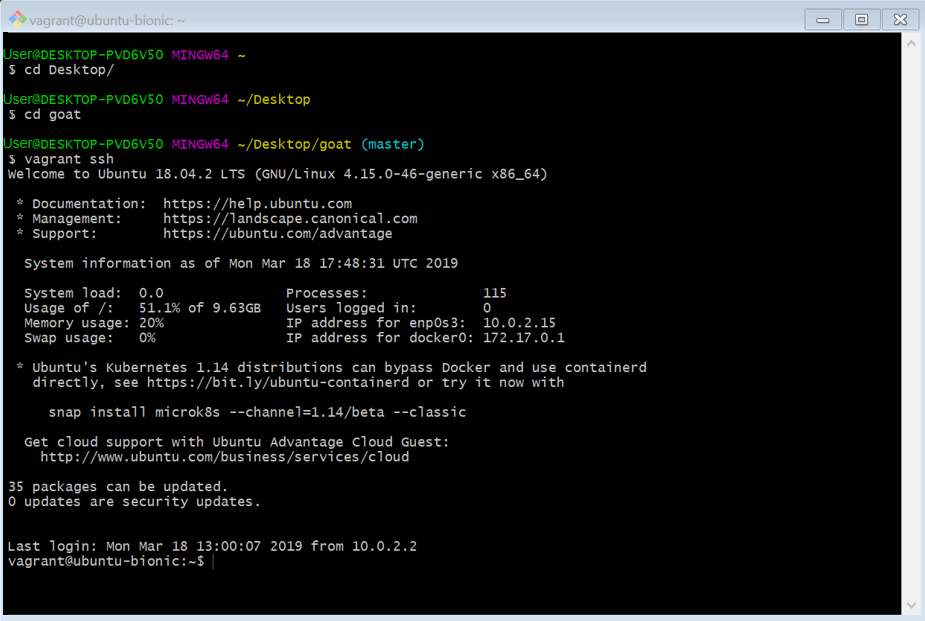 vagrant@ubuntu-bionic: ~
User@DESKTOP-PVD6V50 MINGW64 ~
$ cd Desktop/
User@DESKTOP-PVD6V50 MINGW64 ~/Desktop
$ cd goat
User@DESKTOP-PVD6V50 MINGW64 ~/Desktop/goat (master)
$ vagrant ssh
Welcome to Ubuntu 18.04.2 LTS (GNU/Linux 4.15.0-46-generic x86_64)
* Documentation:  https://help.ubuntu.com
* Management:     https://landscape.canonical.com
* Support:        https://ubuntu.com/advantage
System information as of Mon Mar 18 17:48:31 UTC 2019
System load:  0.0               Processes:              115
Usage of /:   51.1% of 9.63GB   Users logged in:        0
Memory usage: 20%               IP address for enp0s3:  10.0.2.15
Swap usage:   0%                IP address for docker0: 172.17.0.1
* Ubuntu's Kubernetes 1.14 distributions can bypass Docker and use containerd
directly, see https://bit.ly/ubuntu-containerd or try it now with
snap install microk8s --channel=1.14/beta --classic
Get cloud support with Ubuntu Advantage Cloud Guest:
http://www.ubuntu.com/business/services/cloud
35 packages can be updated.
0 updates are security updates.
Last login: Mon Mar 18 13:00:07 2019 from 10.0.2.2
vagrant@ubuntu-bionic:~$